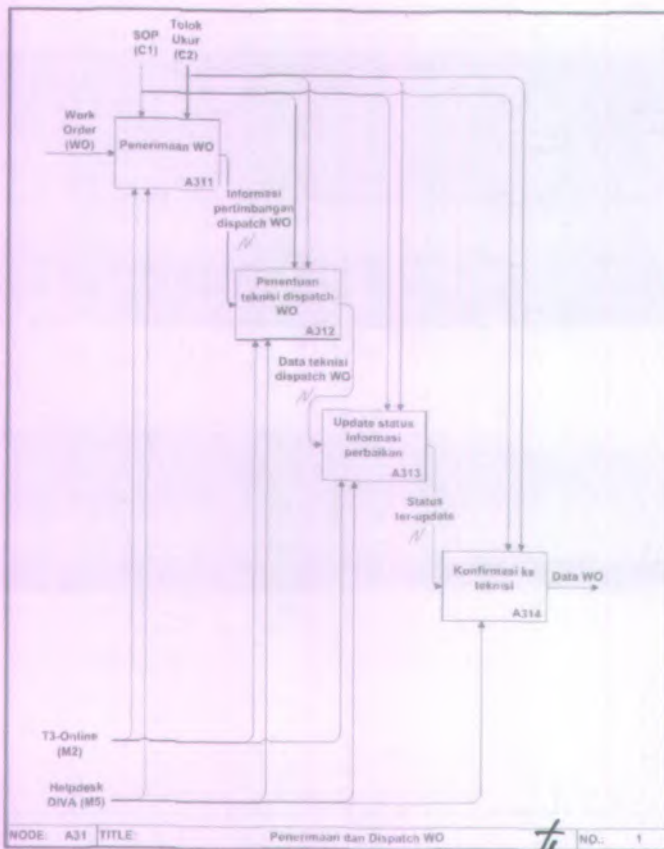 SOP
(C1)
Tolok
Ukur
(C2)
Work
Order
(WO)
Penerimaan WO
A311
Informasi
pertimbangan
dispatch WO
N
Penentuan
teknisi dispatch
WO
A312
Data teknisi
dispatch WO
N
Update status
informasi
perbaikan
A313
Status
ter-update
N
Konfirmasi ke
teknisi
A314
Data WO
T3-Online
(M2)
Helpdesk
DIVA (M5)
NODE: A31 TITLE: Penerimaan dan Dispatch WO NO.: 1